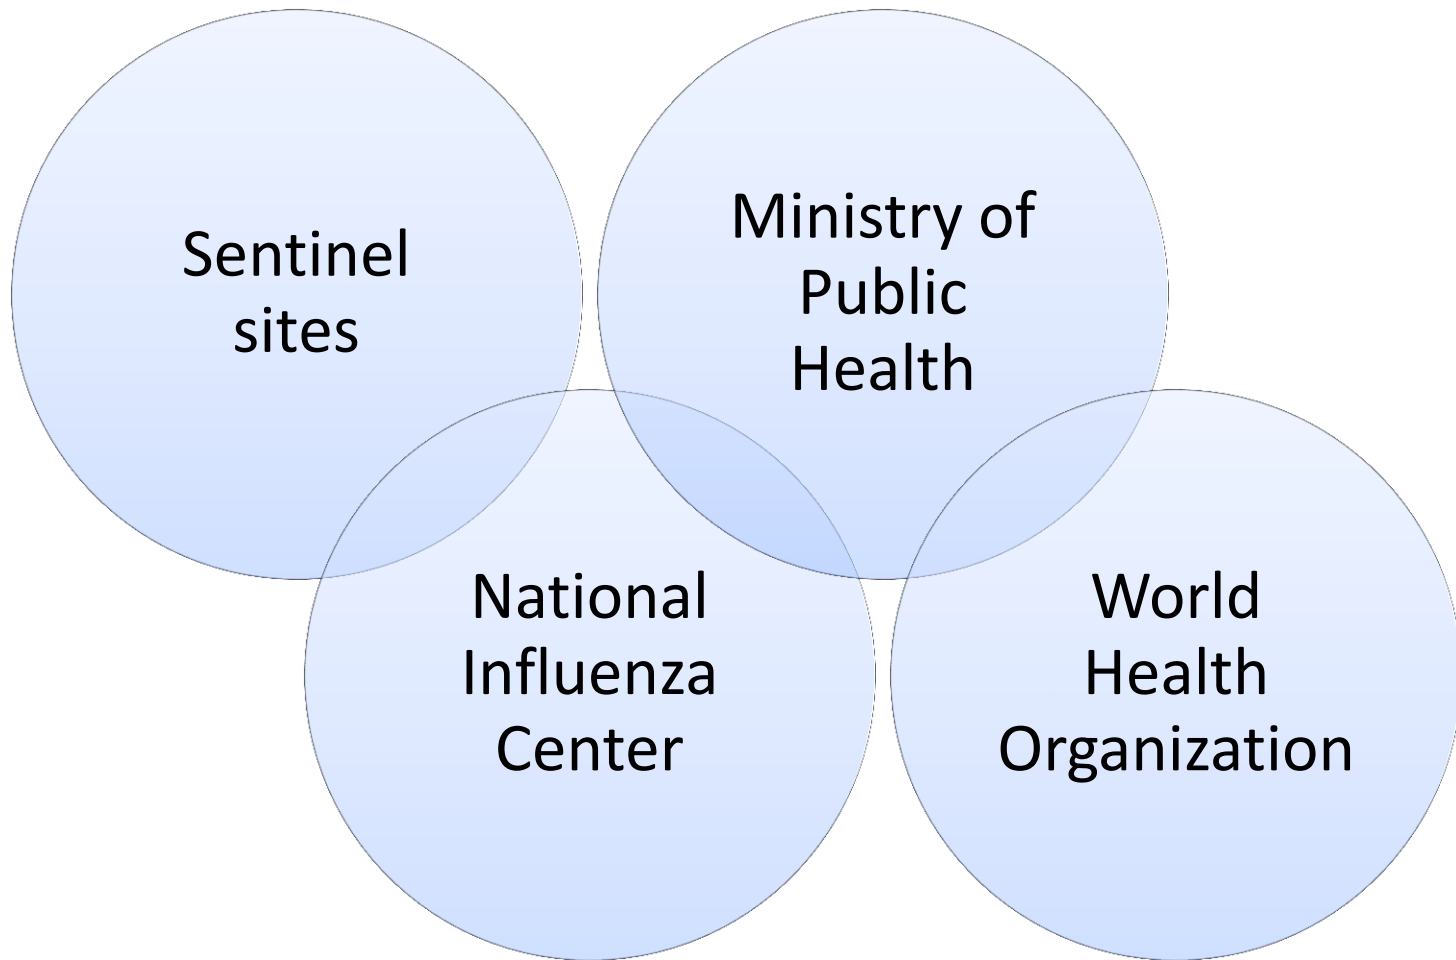 Sentinel
sites
Ministry of
Public
Health
National
Influenza
Center
World
Health
Organization